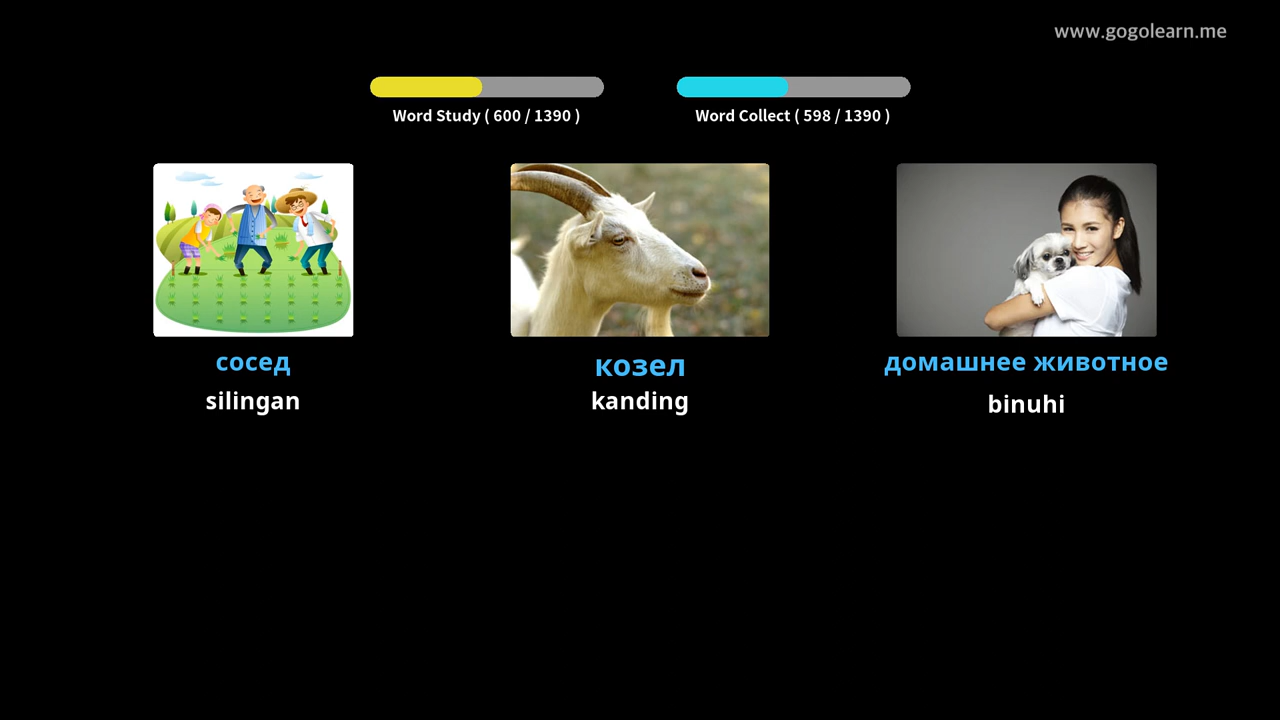 www.gogolearn.me
Word Study ( 600 / 1390 )
Word Collect ( 598 / 1390 )
сосед
козел
домашнее животное
silingan
kanding
binuhi